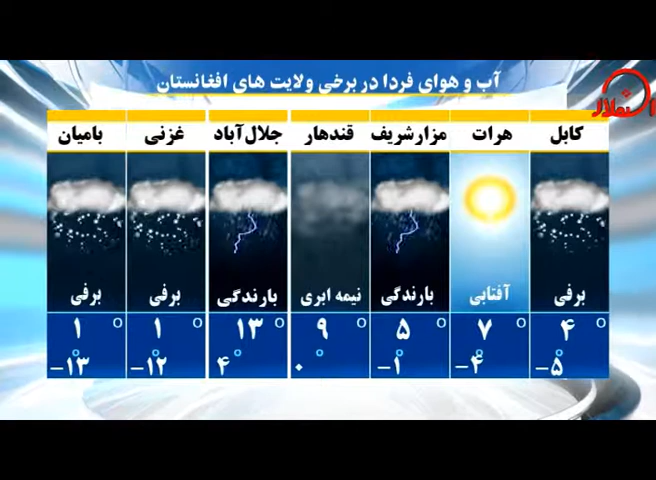 آب و هوای فردا در برخی ولایت های افغانستان
استقلال
کابل هرات مزارشریف قندهار جلال‌آباد غزنی بامیان
برفی آفتابی بارندگی نیمه ابری بارندگی برفی برفی
۴° ۷° ۵° ۹° ۱۳° ۱° ۱°
-۵° -۴° -۱° ۰° ۴° -۱۲° -۱۳°